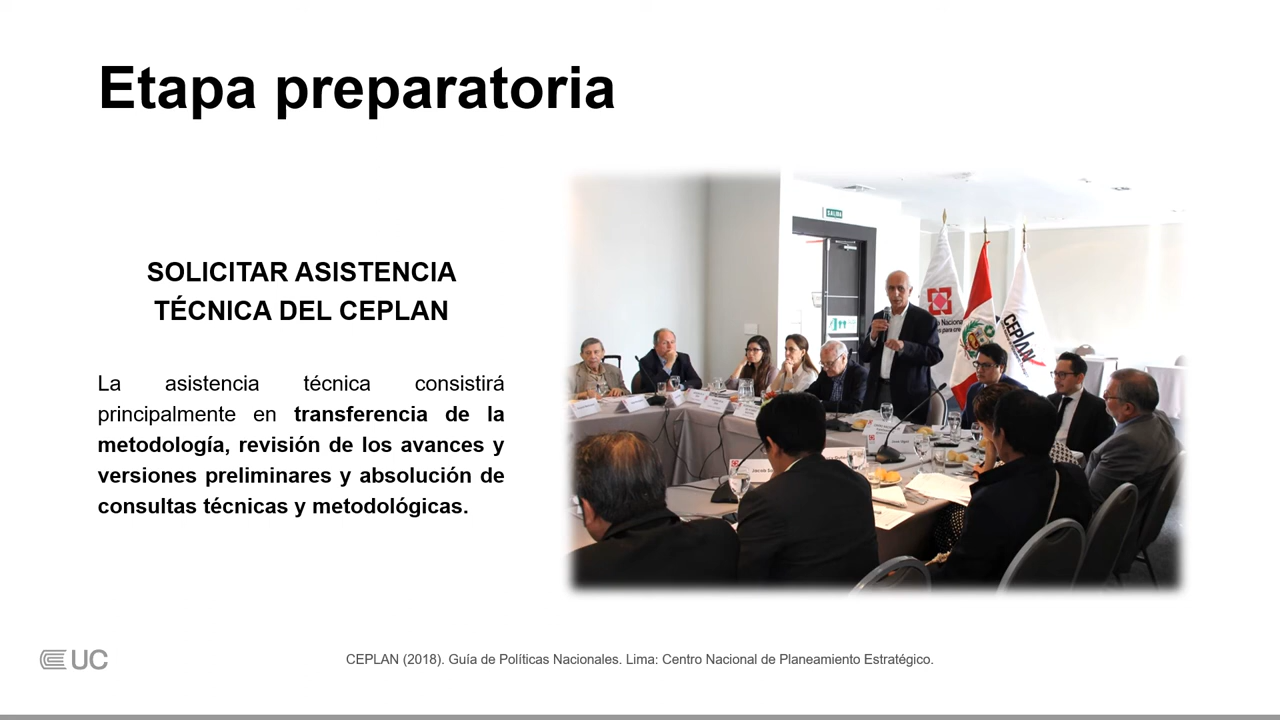 Etapa preparatoria
SOLICITAR ASISTENCIA
TÉCNICA DEL CEPLAN
La asistencia técnica consistirá
principalmente en transferencia de la
metodología, revisión de los avances y
versiones preliminares y absolución de
consultas técnicas y metodológicas.
SALIDA
CEPLAN
UC
CEPLAN (2018). Guía de Políticas Nacionales. Lima: Centro Nacional de Planeamiento Estratégico.